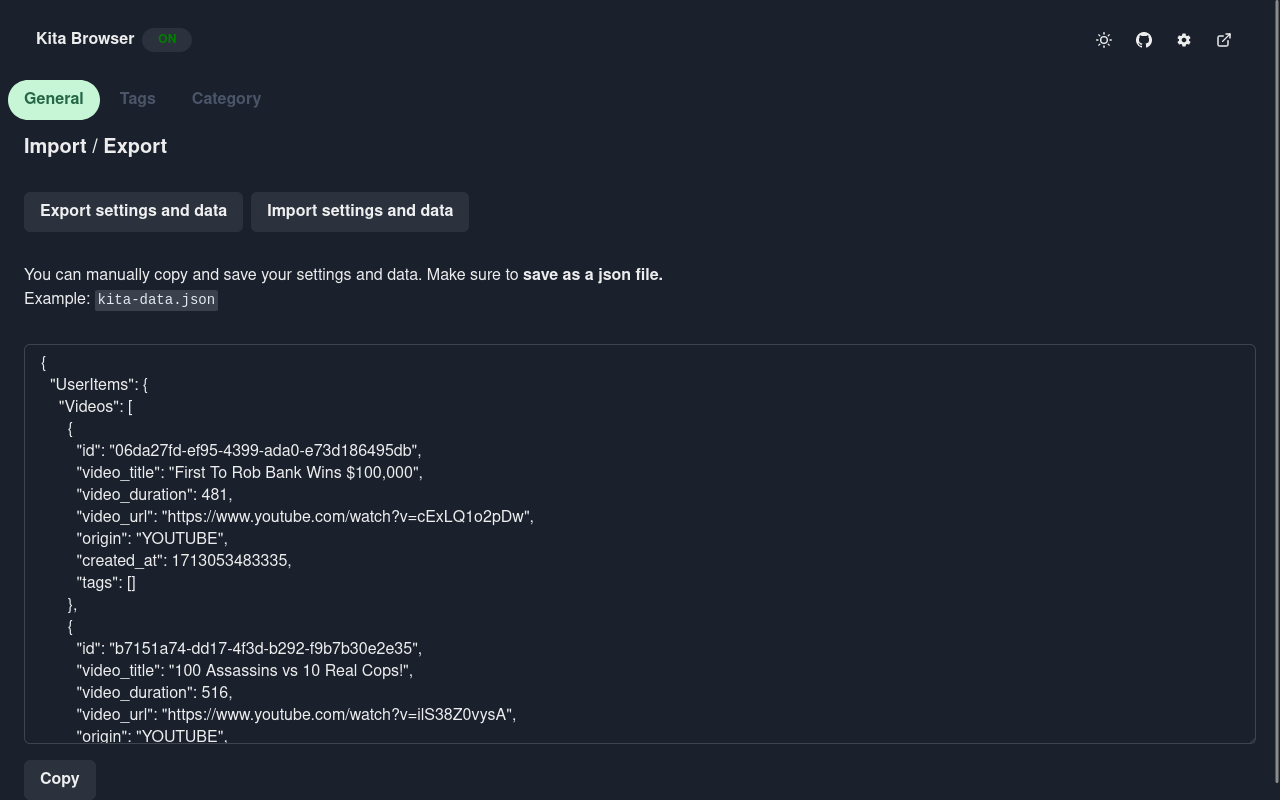 Kita Browser ON
General Tags Category
Import / Export
Export settings and data Import settings and data
You can manually copy and save your settings and data. Make sure to save as a json file.
Example: kita-data.json
{
"UserItems": {
"Videos": [
{
"id": "06da27fd-ef95-4399-ada0-e73d186495db",
"video_title": "First To Rob Bank Wins $100,000",
"video_duration": 481,
"video_url": "https://www.youtube.com/watch?v=cExLQ1o2pDw",
"origin": "YOUTUBE",
"created_at": 1713053483335,
"tags": []
},
{
"id": "b7151a74-dd17-4f3d-b292-f9b7b30e2e35",
"video_title": "100 Assassins vs 10 Real Cops!",
"video_duration": 516,
"video_url": "https://www.youtube.com/watch?v=ilS38Z0vysA",
"origin": "YOUTUBE",
Copy